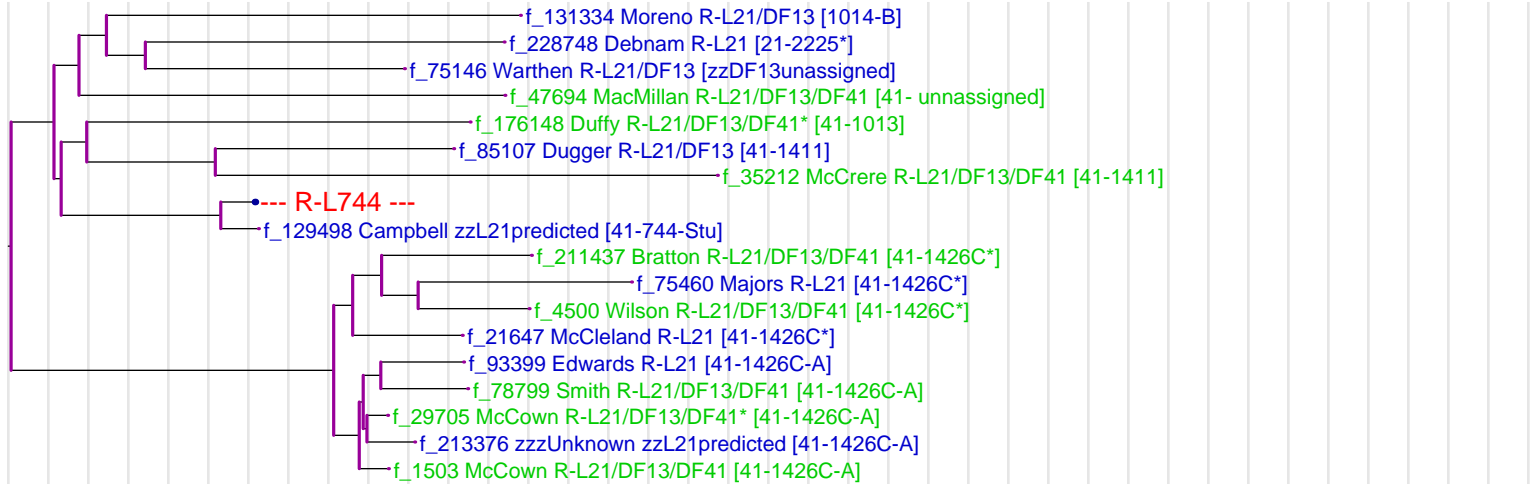 f_131334 Moreno R-L21/DF13 [1014-B]
f_228748 Debnam R-L21 [21-2225*]
f_75146 Warthen R-L21/DF13 [zzDF13unassigned]
f_47694 MacMillan R-L21/DF13/DF41 [41- unnassigned]
f_176148 Duffy R-L21/DF13/DF41* [41-1013]
f_85107 Dugger R-L21/DF13 [41-1411]
f_35212 McCrere R-L21/DF13/DF41 [41-1411]
--- R-L744 ---
f_129498 Campbell zzL21predicted [41-744-Stu]
f_211437 Bratton R-L21/DF13/DF41 [41-1426C*]
f_75460 Majors R-L21 [41-1426C*]
f_4500 Wilson R-L21/DF13/DF41 [41-1426C*]
f_21647 McCleland R-L21 [41-1426C*]
f_93399 Edwards R-L21 [41-1426C-A]
f_78799 Smith R-L21/DF13/DF41 [41-1426C-A]
f_29705 McCown R-L21/DF13/DF41* [41-1426C-A]
f_213376 zzzUnknown zzL21predicted [41-1426C-A]
f_1503 McCown R-L21/DF13/DF41 [41-1426C-A]